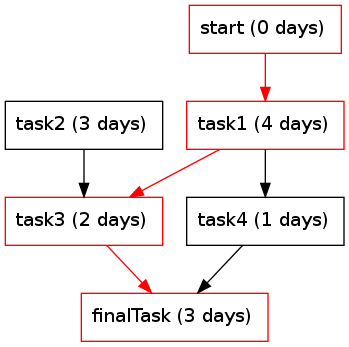 start (0 days)
task2 (3 days)
task1 (4 days)
task3 (2 days)
task4 (1 days)
finalTask (3 days)